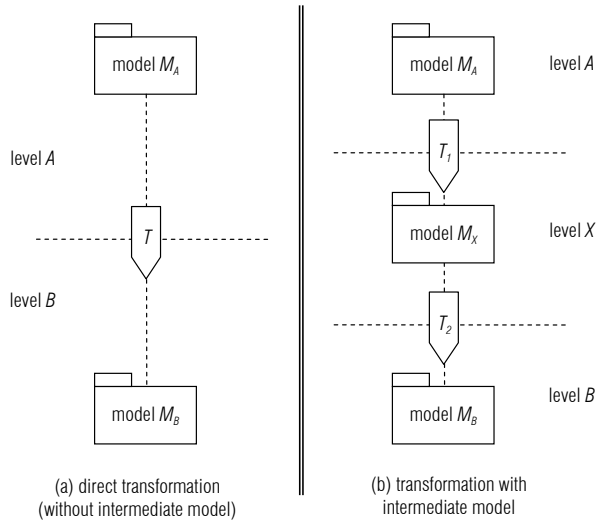 model M_A
level A
T
level B
model M_B
(a) direct transformation
(without intermediate model)
model M_A
level A
T_1
model M_X
level X
T_2
model M_B
level B
(b) transformation with
intermediate model